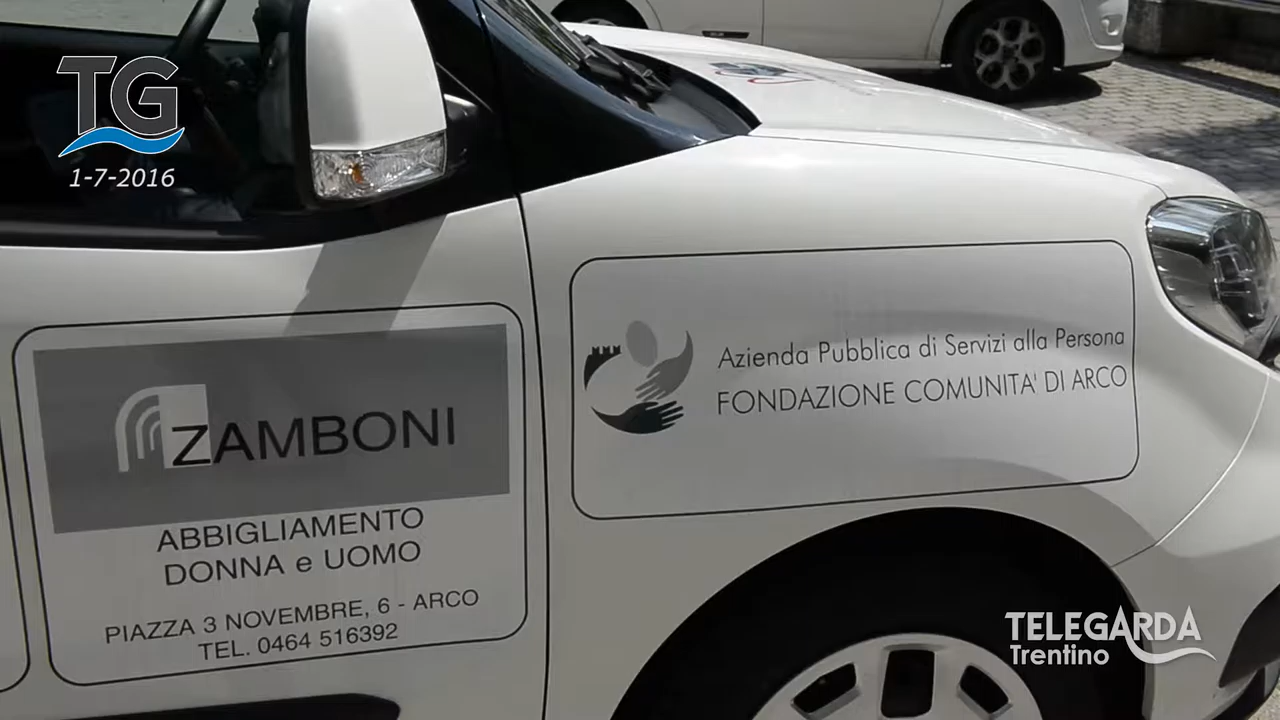 TG
1-7-2016
ZAMBONI
ABBIGLIAMENTO
DONNA e UOMO
PIAZZA 3 NOVEMBRE, 6 - ARCO
TEL. 0464 516392
Azienda Pubblica di Servizi alla Persona
FONDAZIONE COMUNITA' DI ARCO
TELEGARDA
Trentino